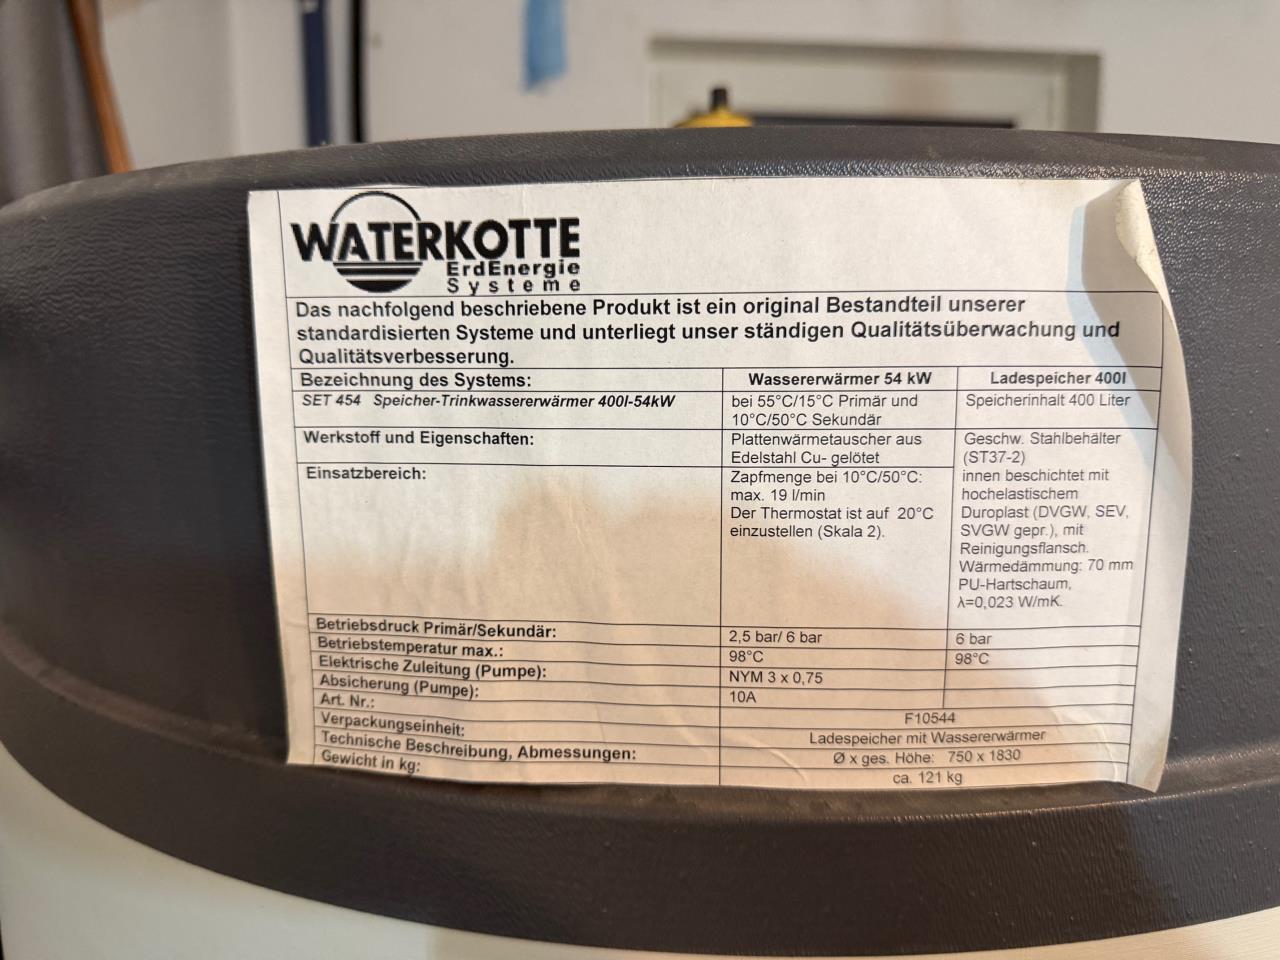 WATERKOTTE
ErdEnergie
Systeme
Das nachfolgend beschriebene Produkt ist ein original Bestandteil unserer
standardisierten Systeme und unterliegt unser ständigen Qualitätsüberwachung und
Qualitätsverbesserung.
Bezeichnung des Systems: Wassererwärmer 54 kW Ladespeicher 400l
SET 454 Speicher-Trinkwassererwärmer 400l-54kW bei 55°C/15°C Primär und Speicherinhalt 400 Liter
10°C/50°C Sekundär
Werkstoff und Eigenschaften: Plattenwärmetauscher aus Geschw. Stahlbehälter
Edelstahl Cu- gelötet (ST37-2)
Einsatzbereich: Zapfmenge bei 10°C/50°C: innen beschichtet mit
max. 19 l/min hochelastischem
Der Thermostat ist auf 20°C Duroplast (DVGW, SEV,
einzustellen (Skala 2). SVGW gepr.), mit
Reinigungsflansch.
Wärmedämmung: 70 mm
PU-Hartschaum,
λ=0,023 W/mK.
Betriebsdruck Primär/Sekundär: 2,5 bar/ 6 bar 6 bar
Betriebstemperatur max.: 98°C 98°C
Elektrische Zuleitung (Pumpe): NYM 3 x 0,75
Absicherung (Pumpe): 10A
Art. Nr.: F10544
Verpackungseinheit: Ladespeicher mit Wassererwärmer
Technische Beschreibung, Abmessungen: Ø x ges. Höhe: 750 x 1830
Gewicht in kg: ca. 121 kg